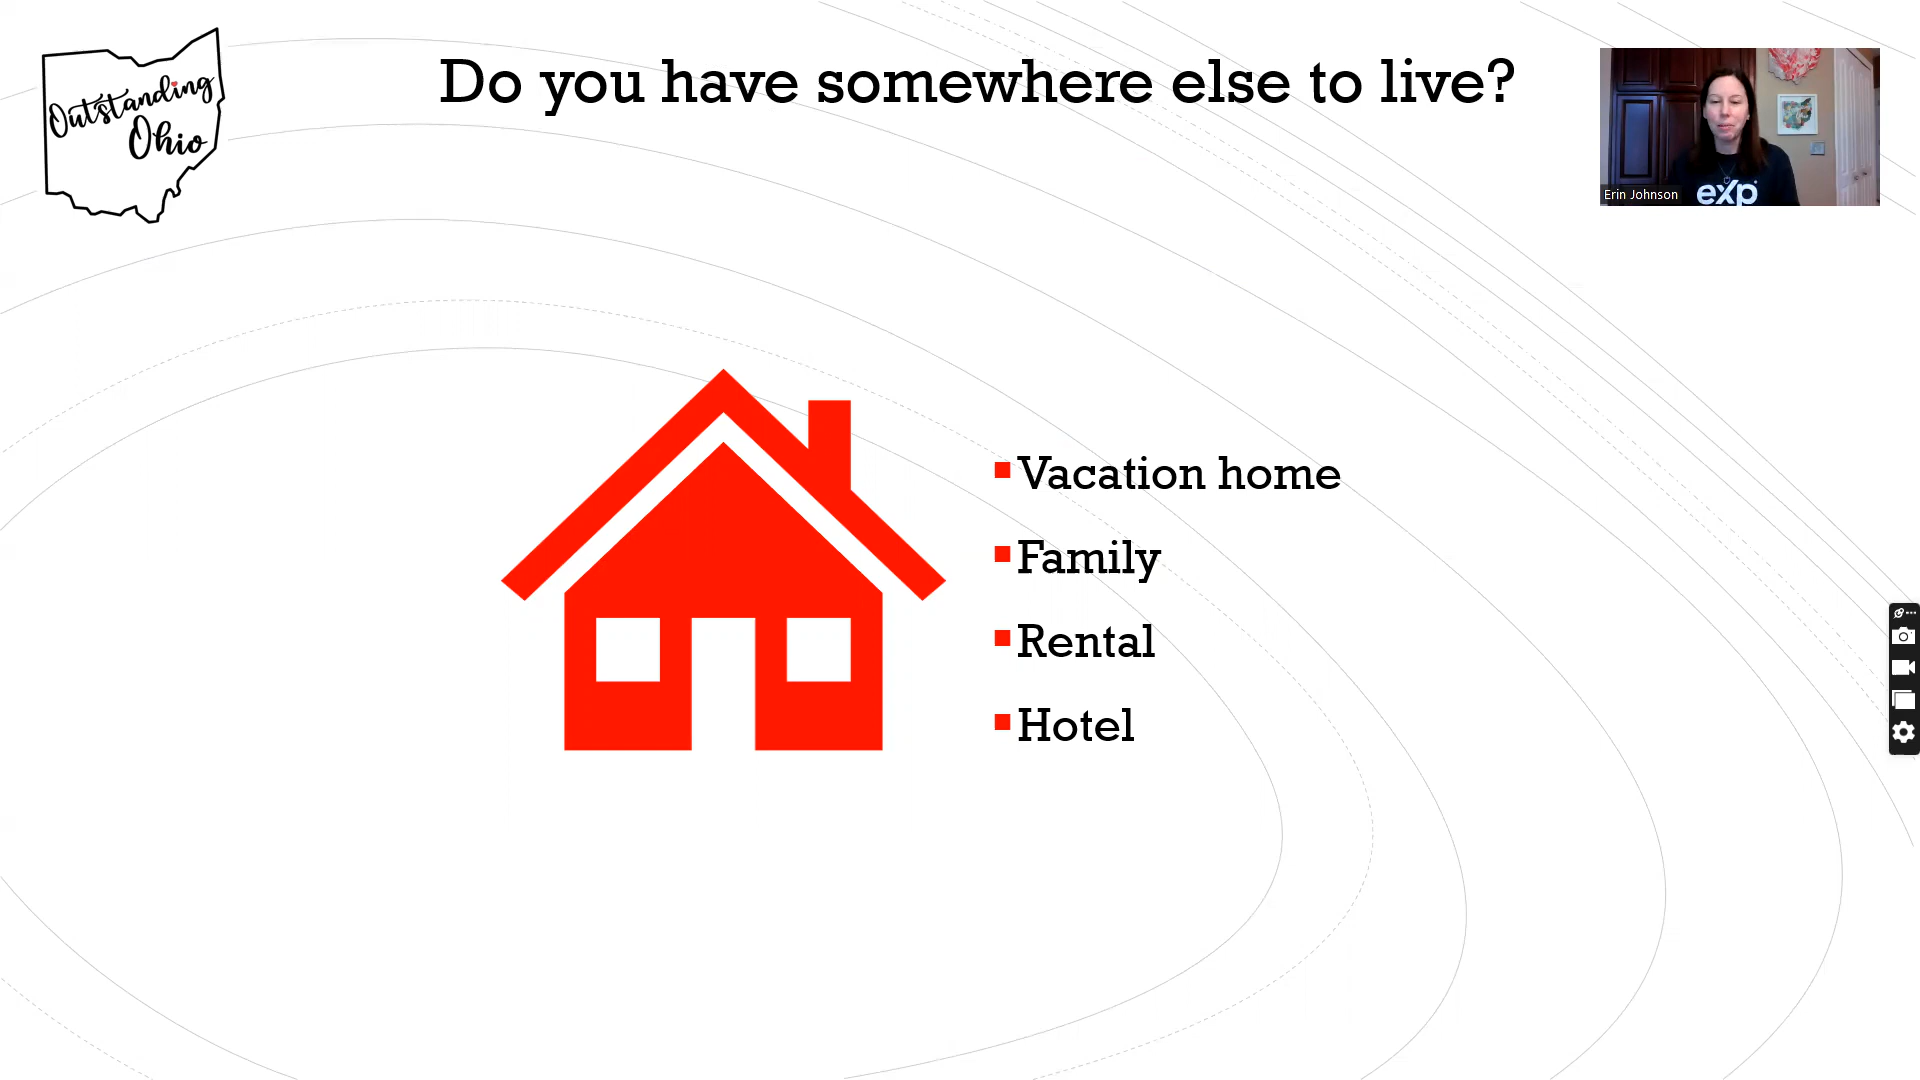 Outstanding
Ohio
Do you have somewhere else to live?
Erin Johnson
eXp
Vacation home
Family
Rental
Hotel